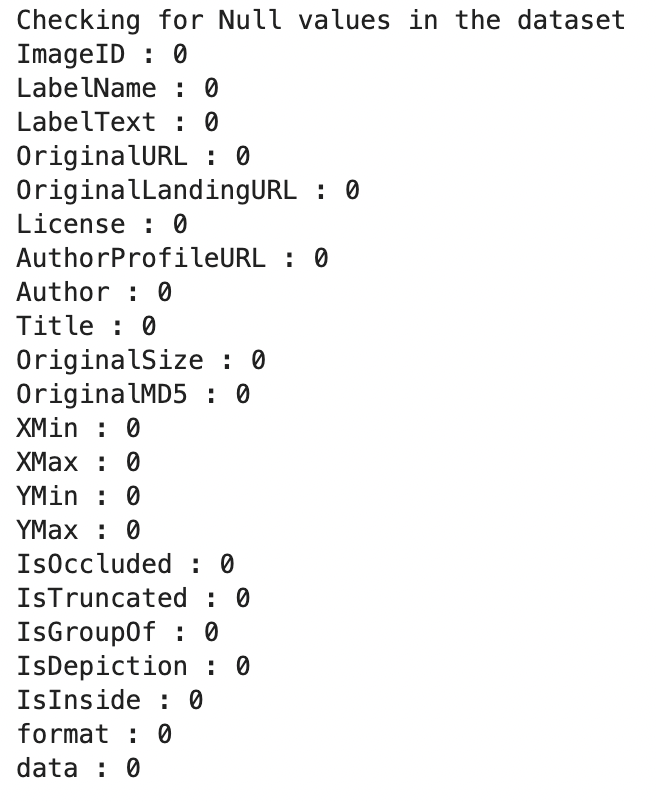 Checking for Null values in the dataset
ImageID : 0
LabelName : 0
LabelText : 0
OriginalURL : 0
OriginalLandingURL : 0
License : 0
AuthorProfileURL : 0
Author : 0
Title : 0
OriginalSize : 0
OriginalMD5 : 0
XMin : 0
XMax : 0
YMin : 0
YMax : 0
IsOccluded : 0
IsTruncated : 0
IsGroupOf : 0
IsDepiction : 0
IsInside : 0
format : 0
data : 0